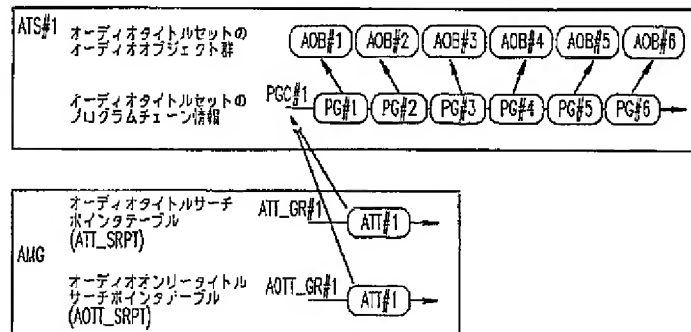 ATS#1
オーディオタイトルセットの
オーディオオブジェクト群
AOB#1 AOB#2 AOB#3 AOB#4 AOB#5 AOB#6
オーディオタイトルセットの
プログラムチェーン情報
PGC#1
PG#1 PG#2 PG#3 PG#4 PG#5 PG#6
AMG
オーディオタイトルサーチ
ポインタテーブル
(ATT_SRPT)
ATT_GR#1
ATT#1
オーディオオンリータイトル
サーチポインタテーブル
(AOTT_SRPT)
AOTT_GR#1
ATT#1